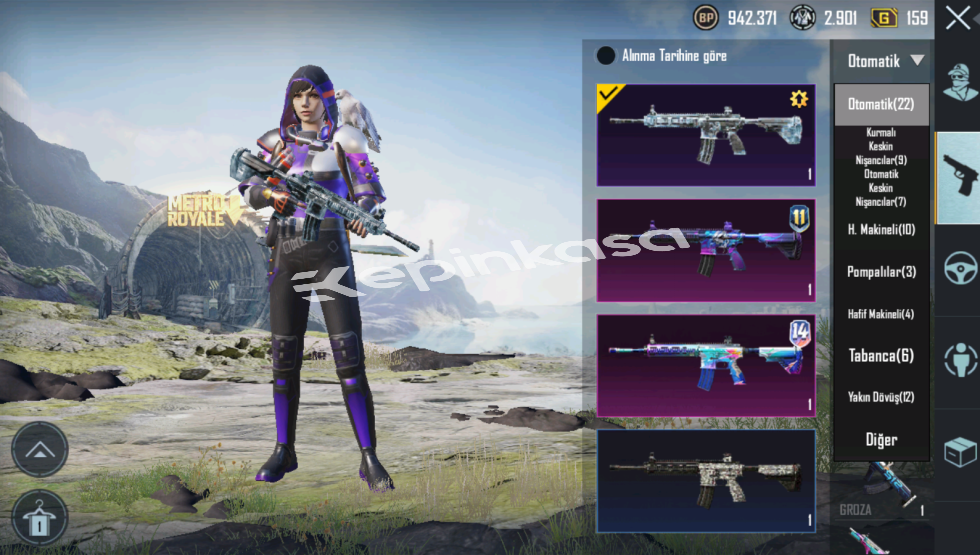 BP 942.371 2.901 G 159
Alınma Tarihine göre
Otomatik
1
11
1
14
1
1
Otomatik(22)
Kurmalı
Keskin
Nişancılar(9)
Otomatik
Keskin
Nişancılar(7)
H. Makineli(10)
Pompalılar(3)
Hafif Makineli(4)
Tabanca(6)
Yakın Dövüş(12)
Diğer
GROZA 1
METRO
ROYALE
epinkasa